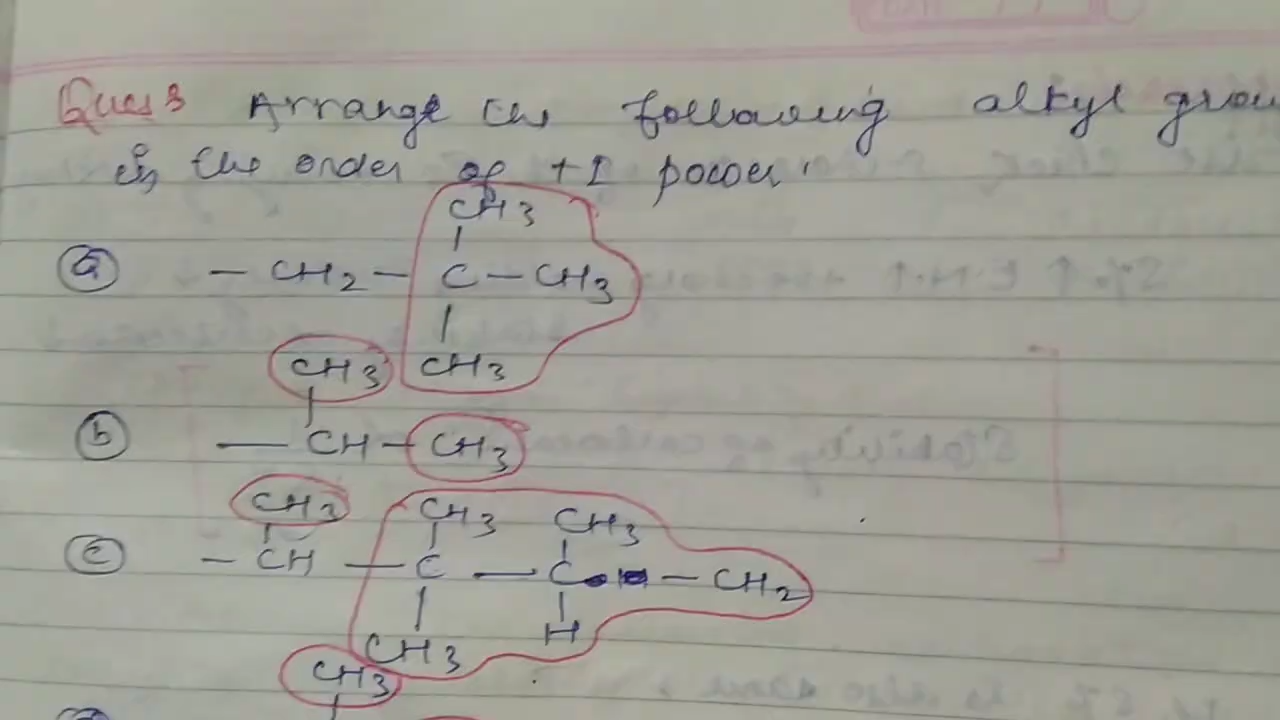 Ques 3 Arrange the following alkyl grou
in the order of +I power.
CH3
(a) — CH2 — C — CH3
CH3
CH3
(b) — CH — CH3
CH3 CH3 CH3
(c) — CH — C — C — CH2
CH3 H
CH3